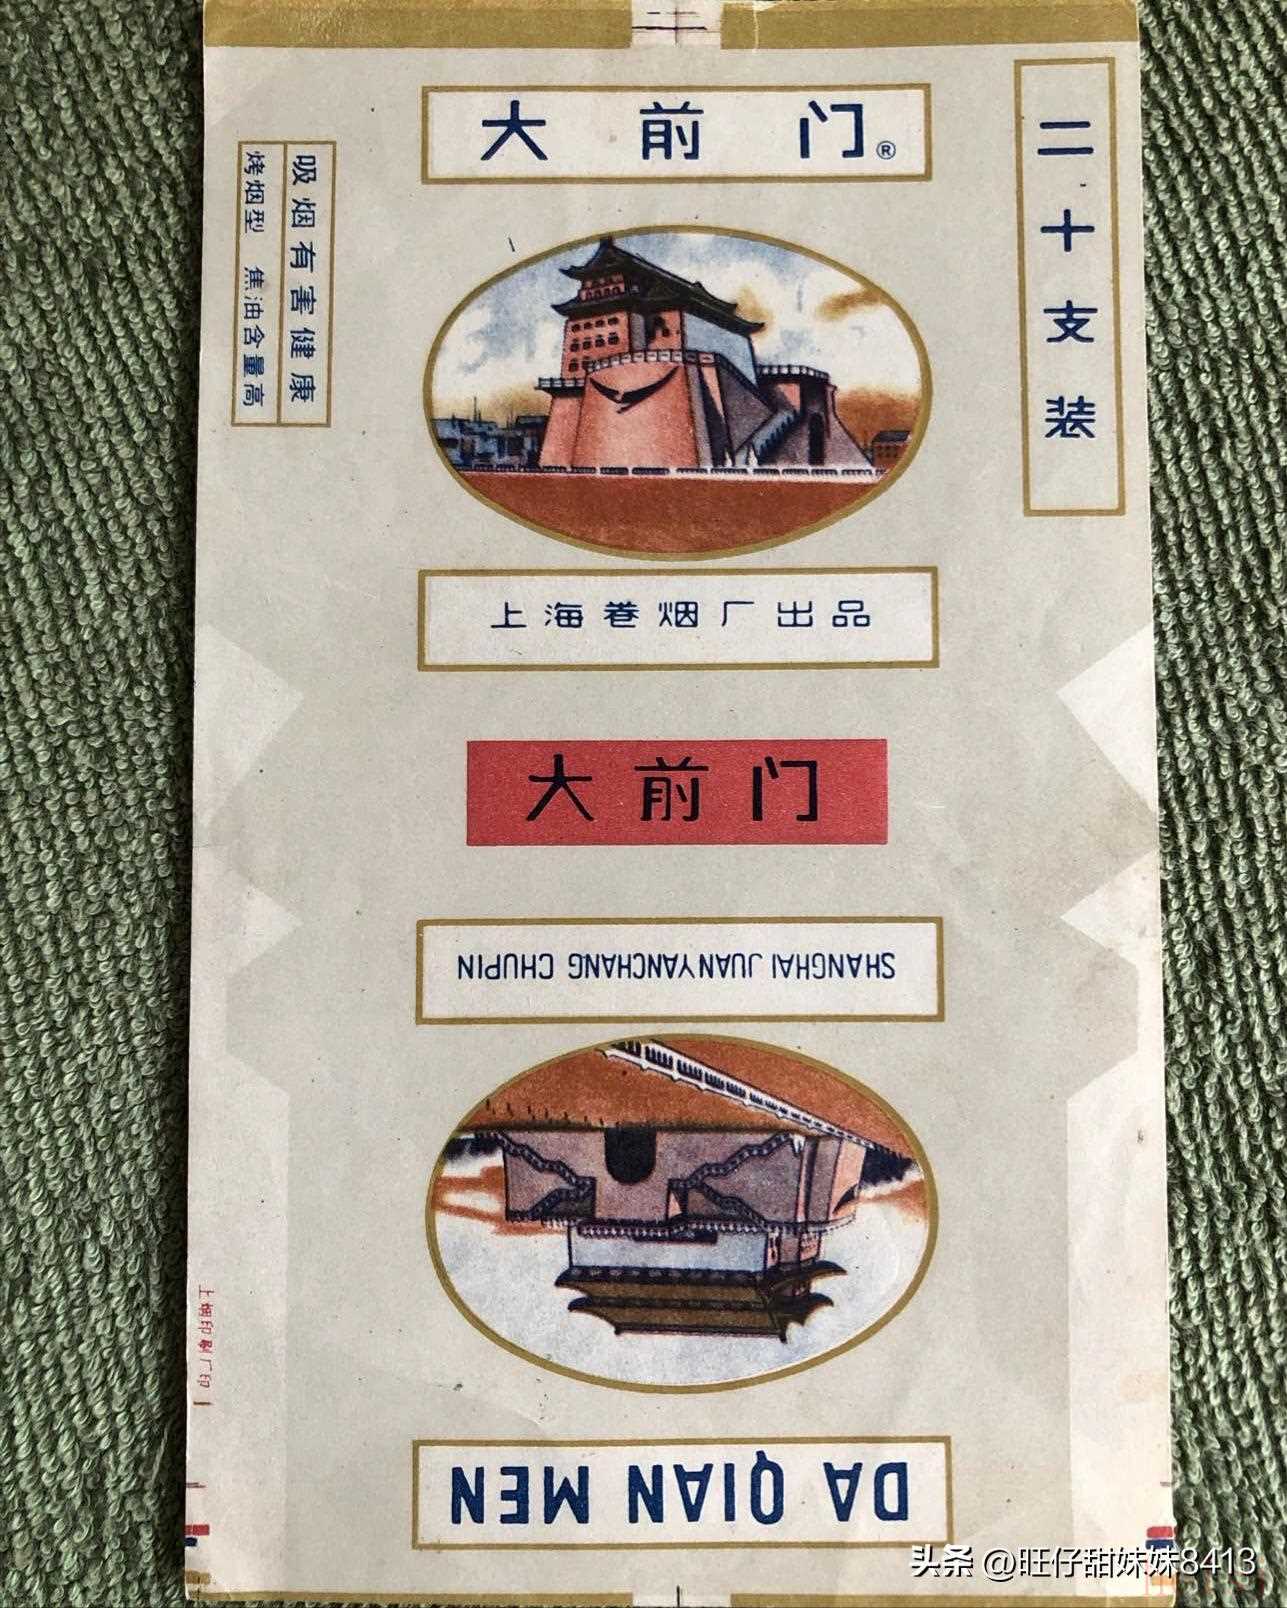 大前门®
二十支装
吸烟有害健康
烤烟型 焦油含量高
上海卷烟厂出品
大前门
SHANGHAI JUANYANCHANG CHUPIN
DA QIAN MEN
上烟印刷厂印
头条 @旺仔甜妹妹8413